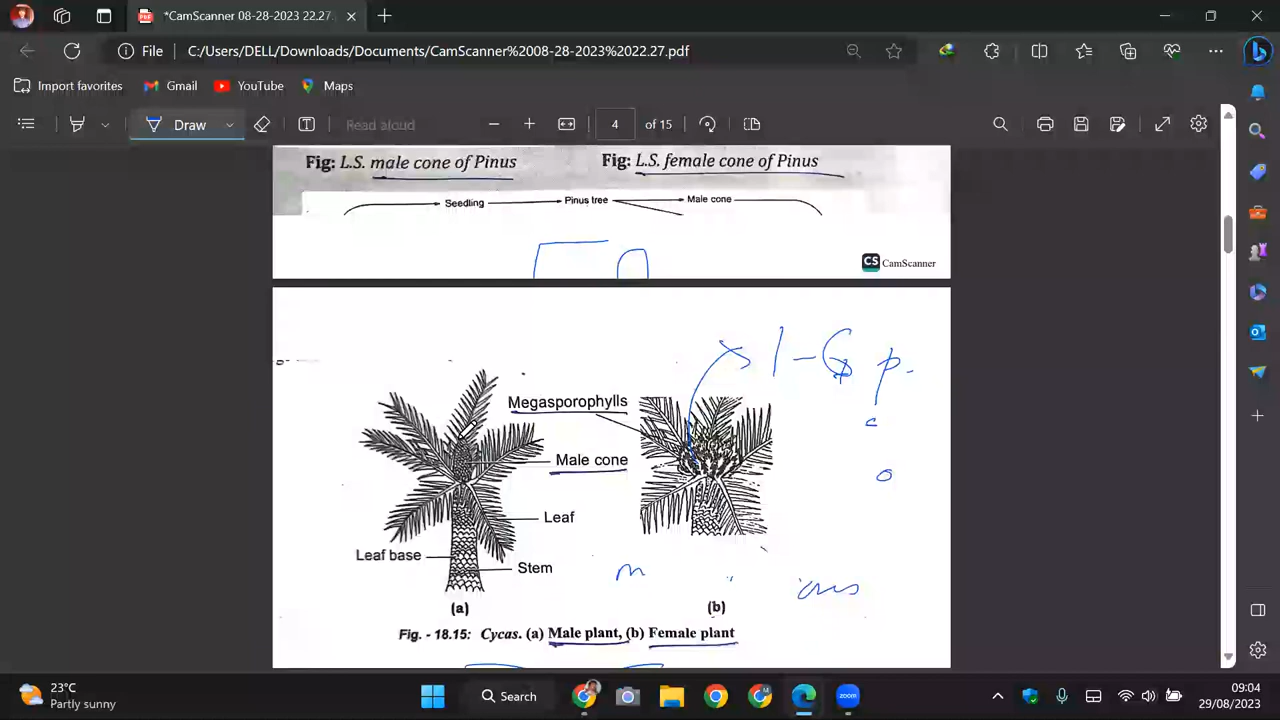 *CamScanner 08-28-2023 22.27.
File
C:/Users/DELL/Downloads/Documents/CamScanner%2008-28-2023%2022.27.pdf
Import favorites
Gmail
YouTube
Maps
Draw
Read aloud
4
of 15
Fig: L.S. male cone of Pinus
Fig: L.S. female cone of Pinus
Seedling
Pinus tree
Male cone
CS CamScanner
Megasporophylls
Male cone
Leaf
Leaf base
Stem
(a)
(b)
Fig. - 18.15: Cycas. (a) Male plant, (b) Female plant
23°C
Partly sunny
Search
zoom
09:04
29/08/2023